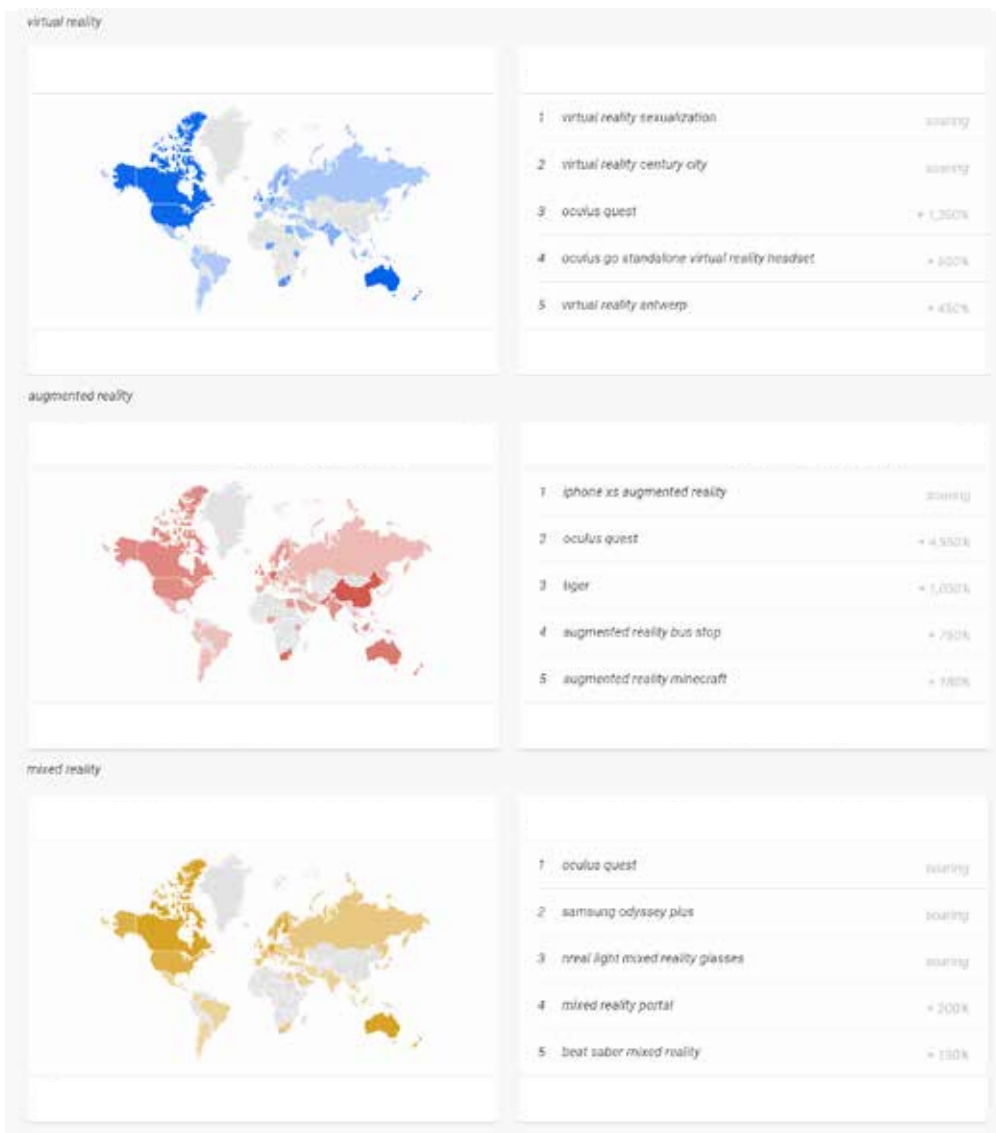 virtual reality
1 virtual reality sexualization soaring
2 virtual reality century city soaring
3 oculus quest
4 oculus go standalone virtual reality headset
5 virtual reality antwerp + 450%
augmented reality
1 iphone xs augmented reality soaring
2 oculus quest
3 liger
4 augmented reality bus stop
5 augmented reality minecraft
mixed reality
1 oculus quest soaring
2 samsung odyssey plus soaring
3 nreal light mixed reality glasses soaring
4 mixed reality portal + 200%
5 beat saber mixed reality